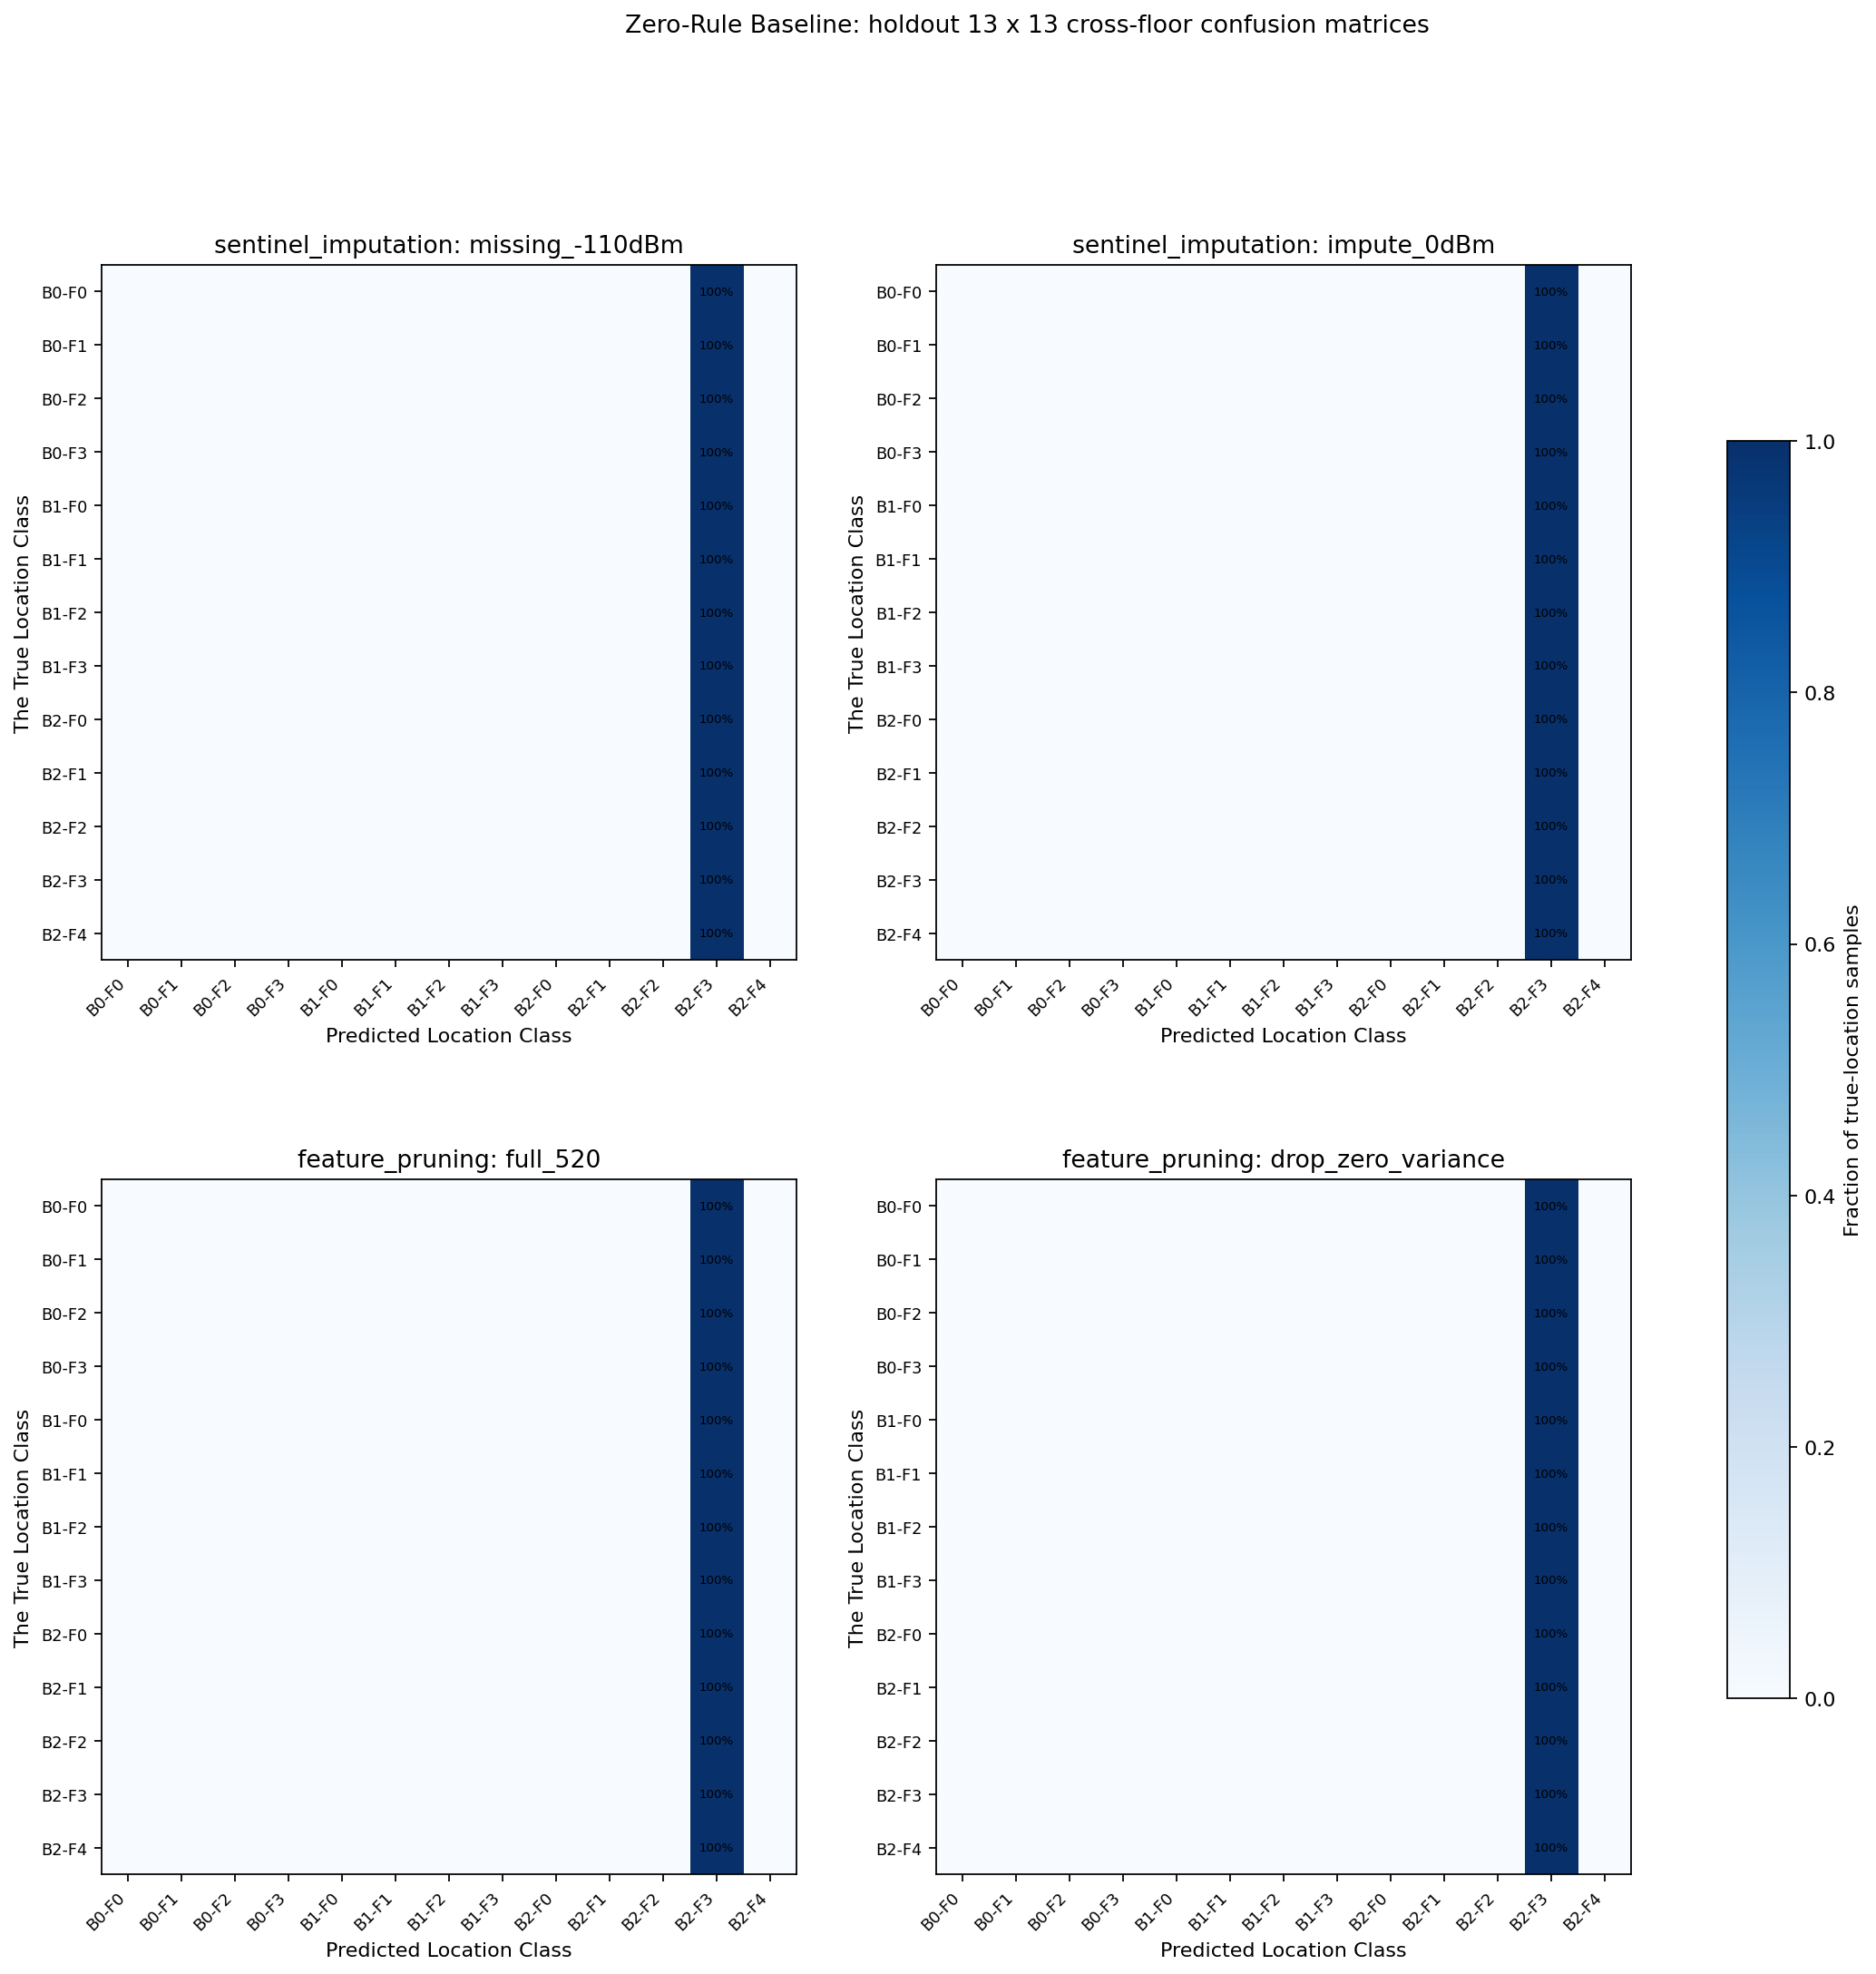 Zero-Rule Baseline: holdout 13 x 13 cross-floor confusion matrices
sentinel_imputation: missing_-110dBm
The True Location Class
B0-F0
100%
B0-F1
100%
B0-F2
100%
B0-F3
100%
B1-F0
100%
B1-F1
100%
B1-F2
100%
B1-F3
100%
B2-F0
100%
B2-F1
100%
B2-F2
100%
B2-F3
100%
B2-F4
100%
B0-F0
B0-F1
B0-F2
B0-F3
B1-F0
B1-F1
B1-F2
B1-F3
B2-F0
B2-F1
B2-F2
B2-F3
B2-F4
Predicted Location Class
sentinel_imputation: impute_0dBm
The True Location Class
B0-F0
100%
B0-F1
100%
B0-F2
100%
B0-F3
100%
B1-F0
100%
B1-F1
100%
B1-F2
100%
B1-F3
100%
B2-F0
100%
B2-F1
100%
B2-F2
100%
B2-F3
100%
B2-F4
100%
B0-F0
B0-F1
B0-F2
B0-F3
B1-F0
B1-F1
B1-F2
B1-F3
B2-F0
B2-F1
B2-F2
B2-F3
B2-F4
Predicted Location Class
feature_pruning: full_520
The True Location Class
B0-F0
100%
B0-F1
100%
B0-F2
100%
B0-F3
100%
B1-F0
100%
B1-F1
100%
B1-F2
100%
B1-F3
100%
B2-F0
100%
B2-F1
100%
B2-F2
100%
B2-F3
100%
B2-F4
100%
B0-F0
B0-F1
B0-F2
B0-F3
B1-F0
B1-F1
B1-F2
B1-F3
B2-F0
B2-F1
B2-F2
B2-F3
B2-F4
Predicted Location Class
feature_pruning: drop_zero_variance
The True Location Class
B0-F0
100%
B0-F1
100%
B0-F2
100%
B0-F3
100%
B1-F0
100%
B1-F1
100%
B1-F2
100%
B1-F3
100%
B2-F0
100%
B2-F1
100%
B2-F2
100%
B2-F3
100%
B2-F4
100%
B0-F0
B0-F1
B0-F2
B0-F3
B1-F0
B1-F1
B1-F2
B1-F3
B2-F0
B2-F1
B2-F2
B2-F3
B2-F4
Predicted Location Class
1.0
0.8
0.6
0.4
0.2
0.0
Fraction of true-location samples